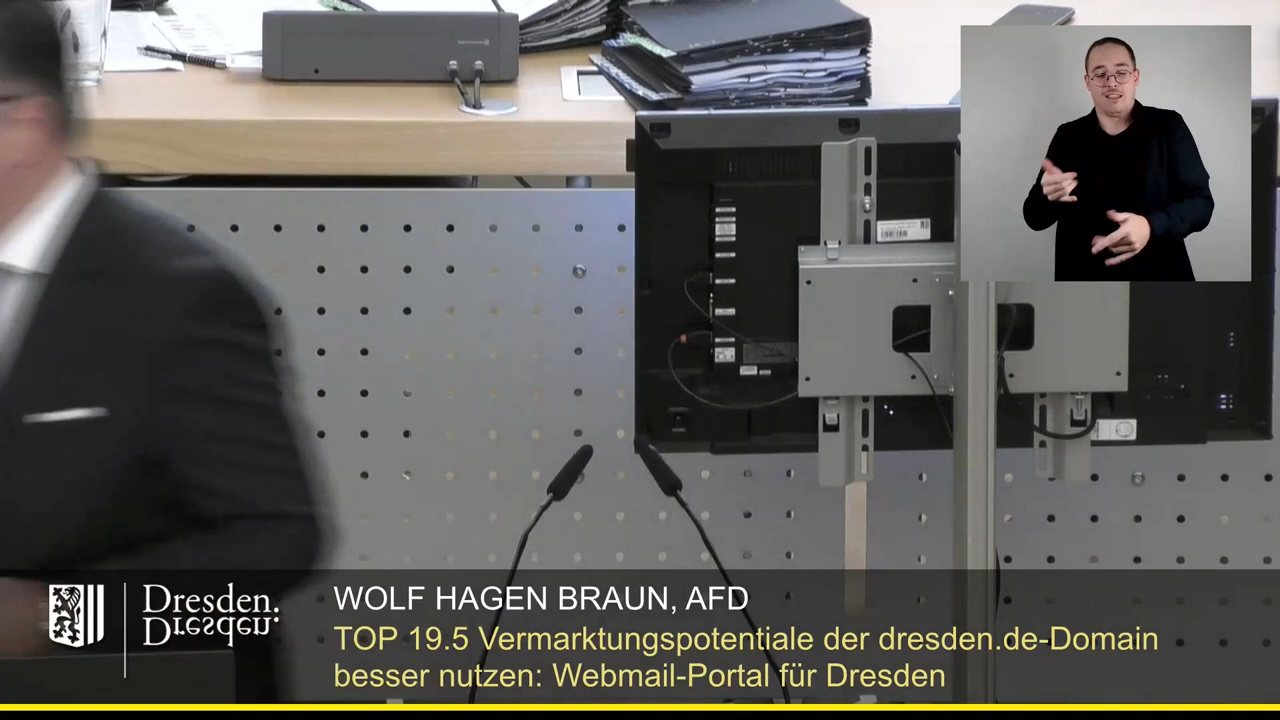 Dresden.
Dresden.
WOLF HAGEN BRAUN, AFD
TOP 19.5 Vermarktungspotentiale der dresden.de-Domain
besser nutzen: Webmail-Portal für Dresden